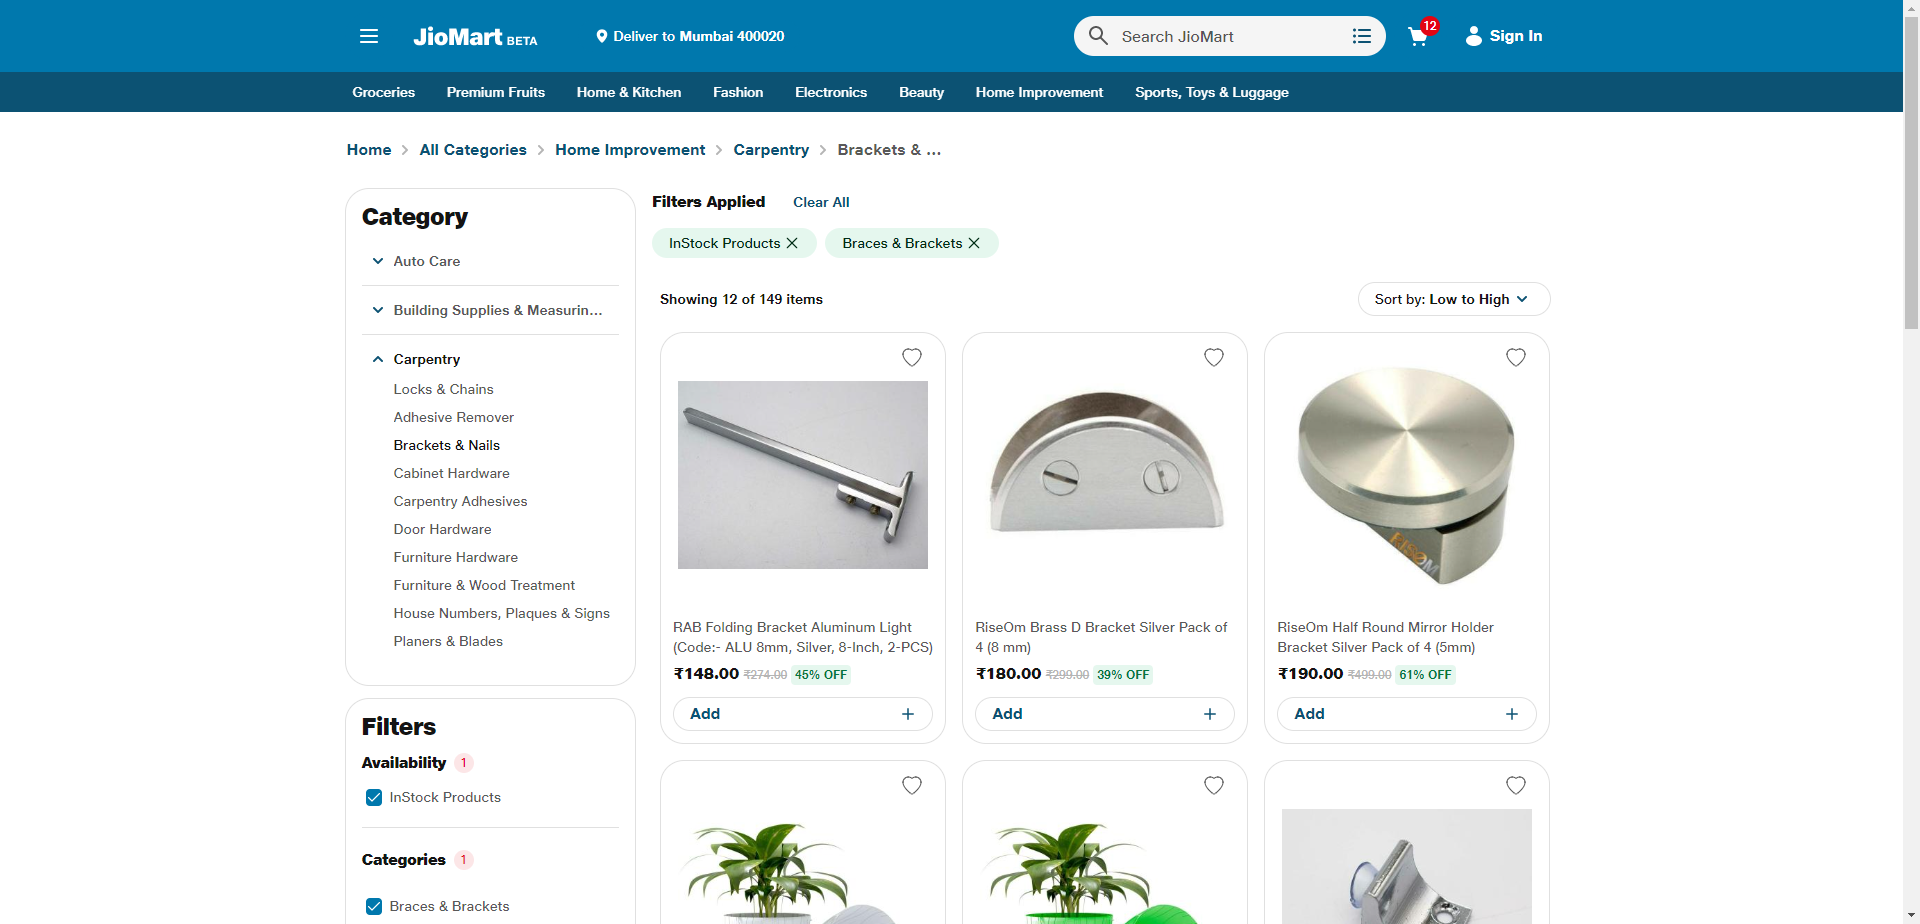 JioMart BETA
Deliver to Mumbai 400020
Search JioMart
12
Sign In
Groceries
Premium Fruits
Home & Kitchen
Fashion
Electronics
Beauty
Home Improvement
Sports, Toys & Luggage
Home
All Categories
Home Improvement
Carpentry
Brackets & ...
Category
Auto Care
Building Supplies & Measurin...
Carpentry
Locks & Chains
Adhesive Remover
Brackets & Nails
Cabinet Hardware
Carpentry Adhesives
Door Hardware
Furniture Hardware
Furniture & Wood Treatment
House Numbers, Plaques & Signs
Planers & Blades
Filters
Availability 1
InStock Products
Categories 1
Braces & Brackets
Filters Applied
Clear All
InStock Products
Braces & Brackets
Showing 12 of 149 items
Sort by: Low to High
RAB Folding Bracket Aluminum Light
(Code:- ALU 8mm, Silver, 8-Inch, 2-PCS)
₹148.00 ₹274.00 45% OFF
Add
RiseOm Brass D Bracket Silver Pack of
4 (8 mm)
₹180.00 ₹299.00 39% OFF
Add
RISEOM
RiseOm Half Round Mirror Holder
Bracket Silver Pack of 4 (5mm)
₹190.00 ₹499.00 61% OFF
Add